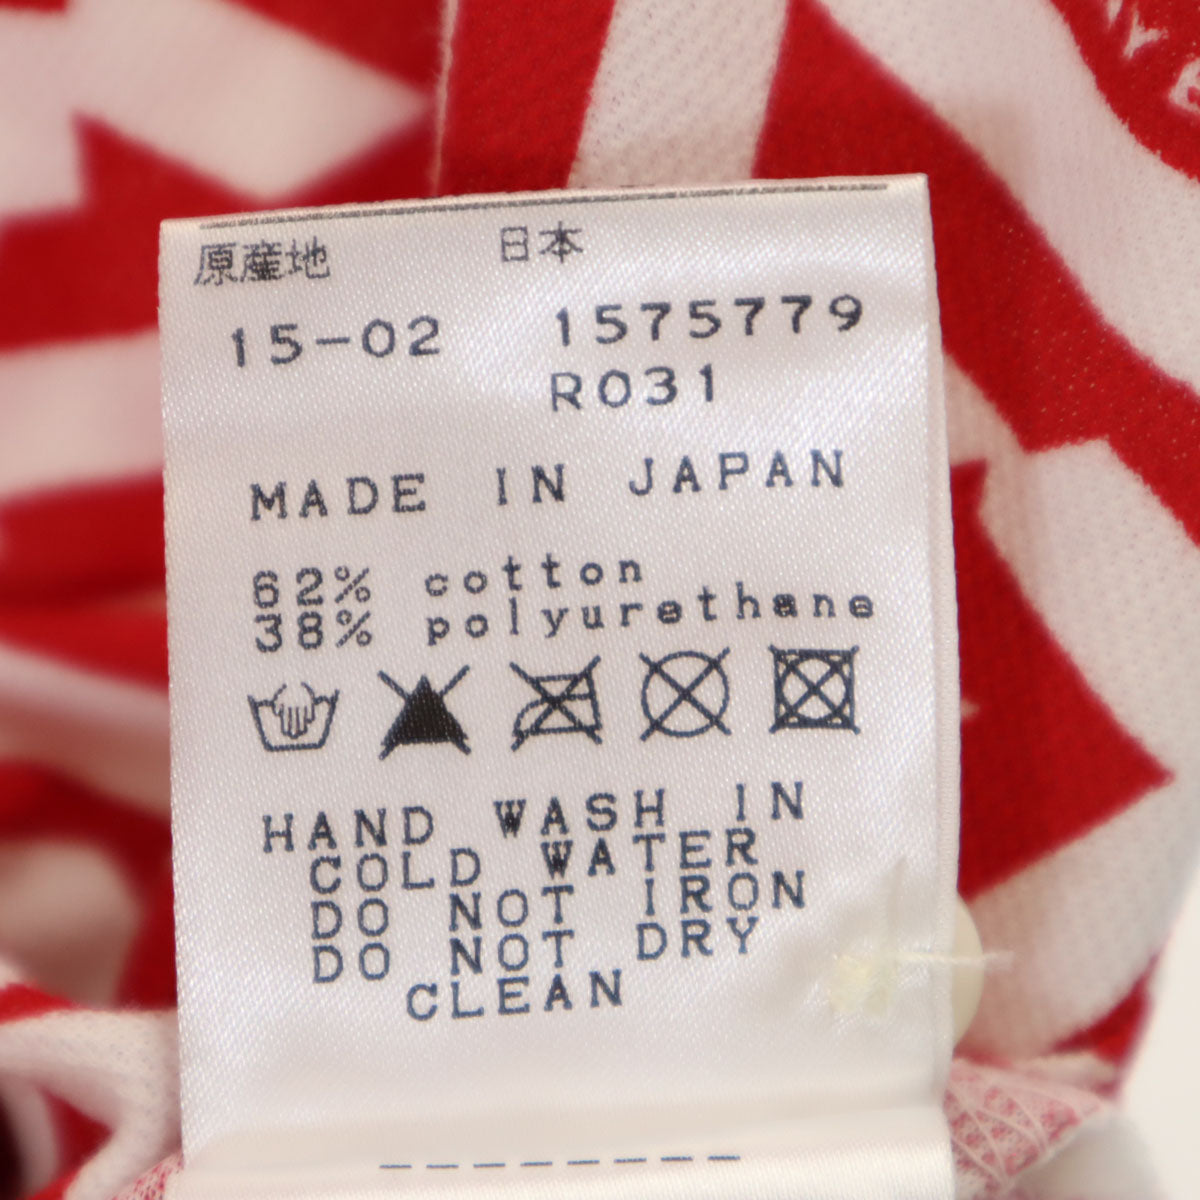 原産地 日本
15-02 1575779
R031
MADE IN JAPAN
62% cotton
38% polyurethane
HAND WASH IN
COLD WATER
DO NOT IRON
DO NOT DRY
CLEAN